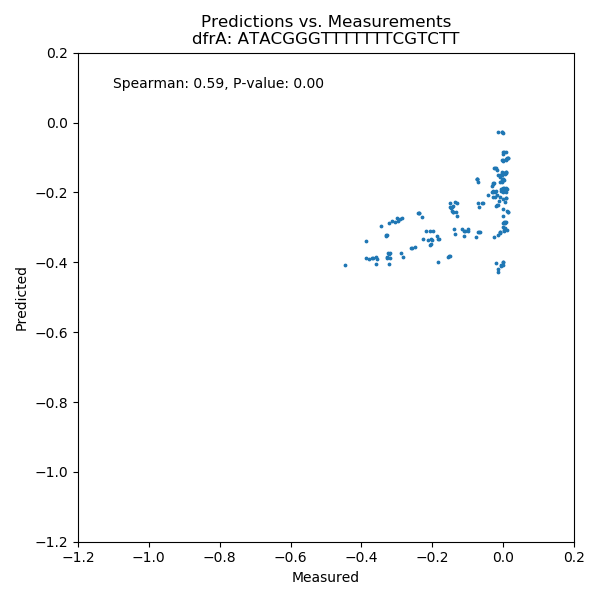 Predictions vs. Measurements
dfrA: ATACGGGTTTTTTTCGTCTT
Spearman: 0.59, P-value: 0.00
0.2
0.0
−0.2
−0.4
−0.6
−0.8
−1.0
−1.2
Predicted
−1.2 −1.0 −0.8 −0.6 −0.4 −0.2 0.0 0.2
Measured